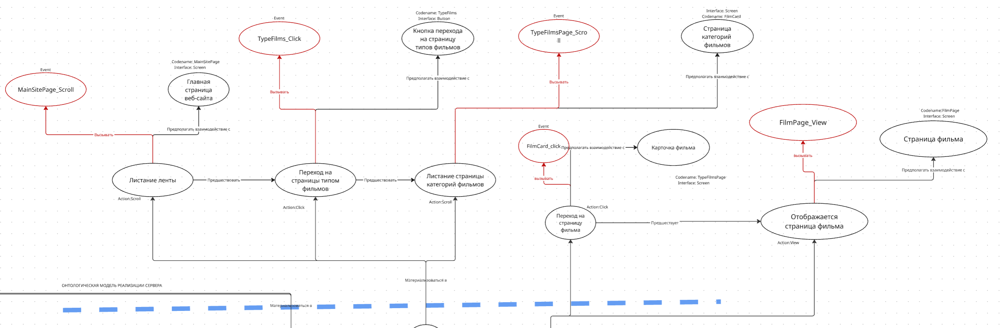 Event
MainSitePage_Scroll
Codename: MainSitePage
Interface: Screen
Главная
страница
веб-сайта
Вызывать
Предполагать взаимодействие с
Листание ленты
Action:Scroll
Предшествовать
Event
TypeFilms_Click
Codename: TypeFilms
Interface: Button
Кнопка перехода
на страницу
типов фильмов
Вызывать
Предполагать взаимодействие с
Переход на
страницы типом
фильмов
Action:Click
Предшествовать
Event
TypeFilmsPage_Scro
ll
Interface: Screen
Codename: FilmCard
Страница
категорий
фильмов
Вызывать
Предполагать взаимодействие с
Листание страницы
категорий фильмов
Action:Scroll
Event
FilmCard_click
Предполагать взаимодействие с
Карточка фильма
вызывать
Codename: TypeFilmsPage
Interface: Screen
Action:Click
Переход на
страницу
фильма
Предшествует
FilmPage_View
Codename:FilmPage
Interface: Screen
Страница фильма
вызывать
Предполагать взаимодействие с
Отображается
страница фильма
Action:View
Материализоваться в
ОНТОЛОГИЧЕСКАЯ МОДЕЛЬ РЕАЛИЗАЦИИ СЕРВЕРА
Материализоваться в